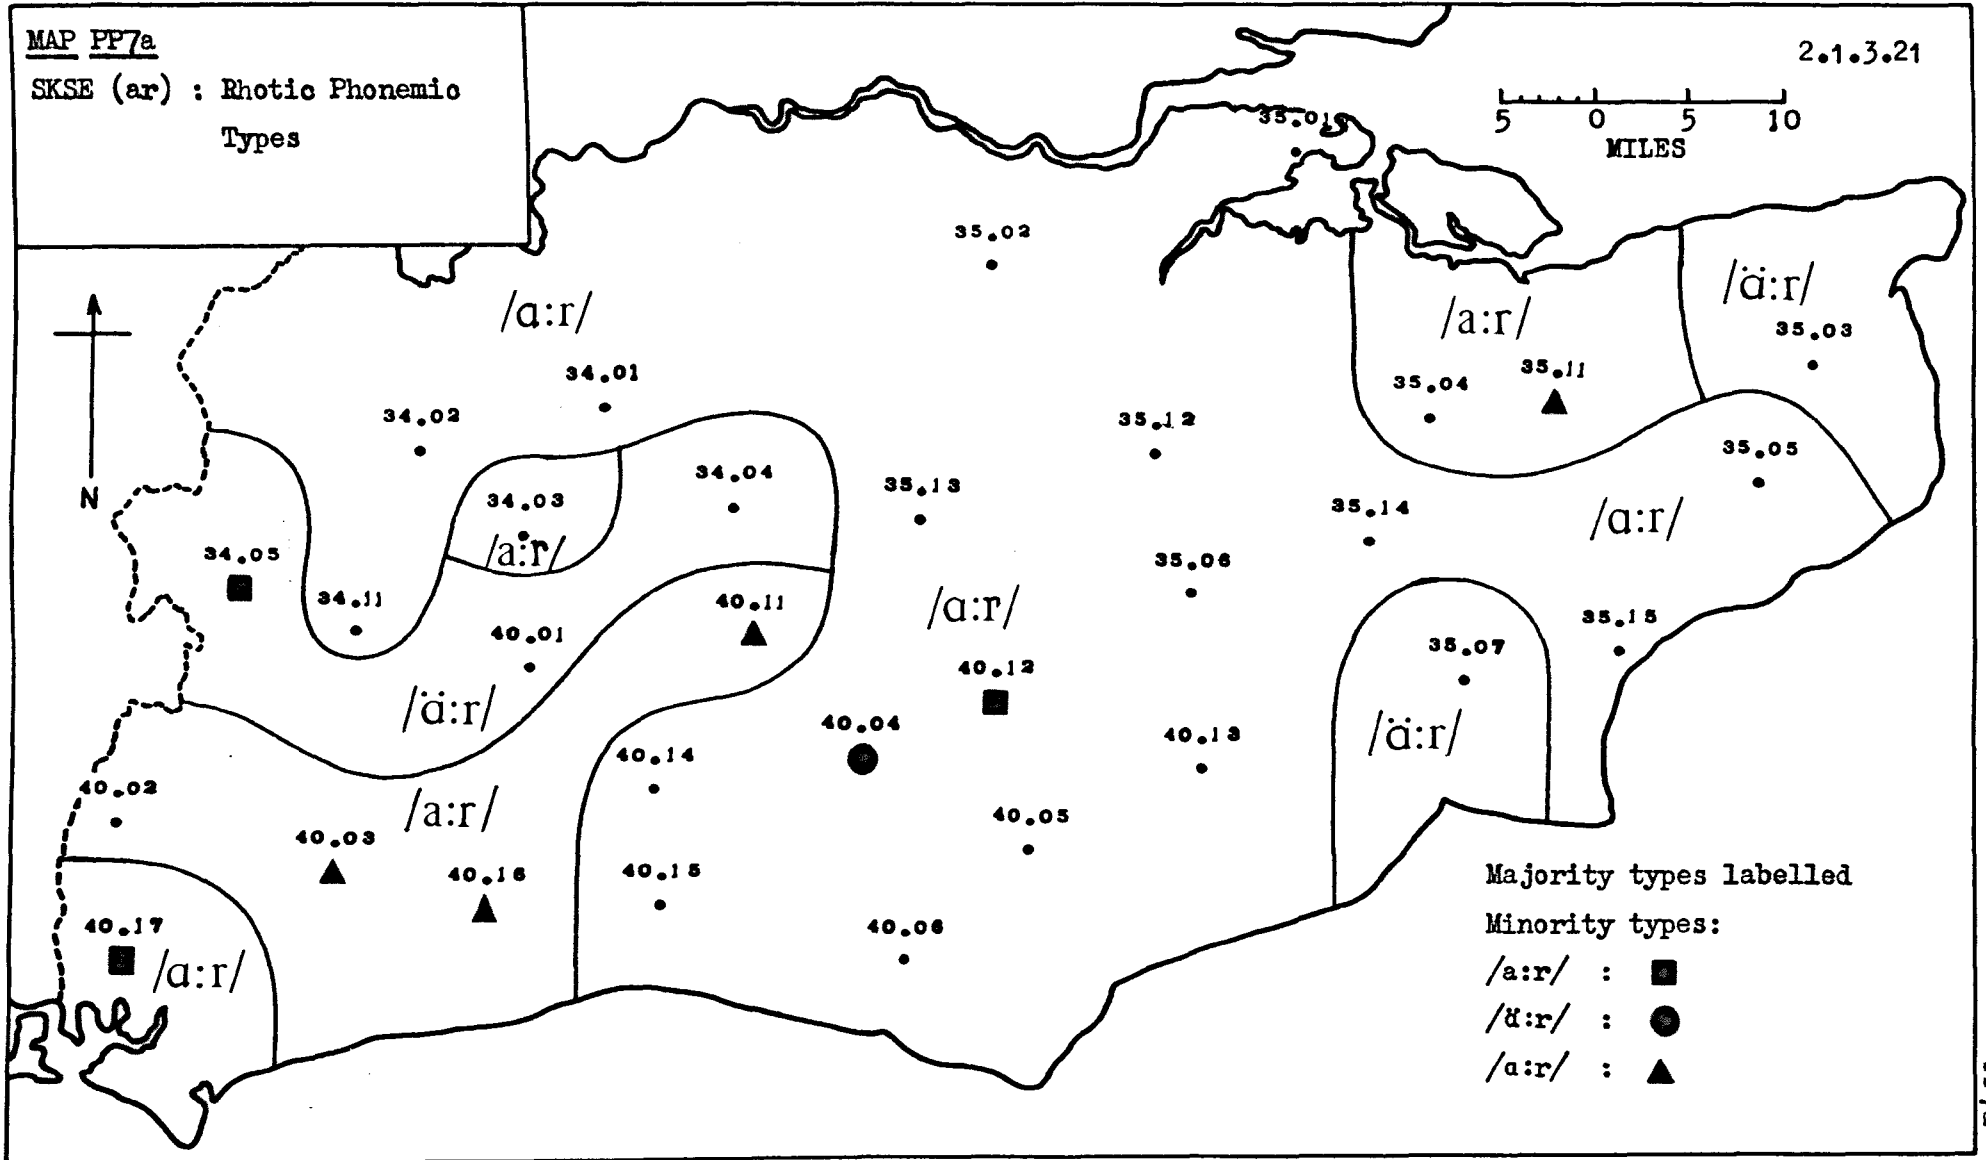 MAP PP7a
SKSE (ar) : Rhotic Phonemic
Types
2.1.3.21
5 0 5 10
MILES
N
35.01
35.02
/ɑ:r/
/a:r/
/ɑ̈:r/
35.03
34.01
34.02
35.04
35.11
35.12
35.05
34.03
/a:r/
34.04
35.13
35.14
/ɑ:r/
34.05
34.11
35.06
40.11
/ɑ:r/
40.01
35.15
35.07
40.12
/ɑ̈:r/
40.04
40.13
/ɑ̈:r/
40.14
40.02
/a:r/
40.03
40.05
40.16
40.15
40.17
/ɑ:r/
40.06
Majority types labelled
Minority types:
/a:r/ :
/ɑ̈:r/ :
/ɑ:r/ :